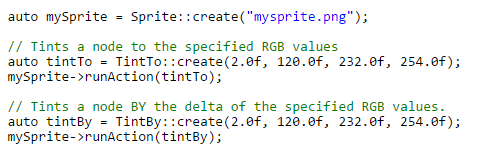 auto mySprite = Sprite::create("mysprite.png");
// Tints a node to the specified RGB values
auto tintTo = TintTo::create(2.0f, 120.0f, 232.0f, 254.0f);
mySprite->runAction(tintTo);
// Tints a node BY the delta of the specified RGB values.
auto tintBy = TintBy::create(2.0f, 120.0f, 232.0f, 254.0f);
mySprite->runAction(tintBy);